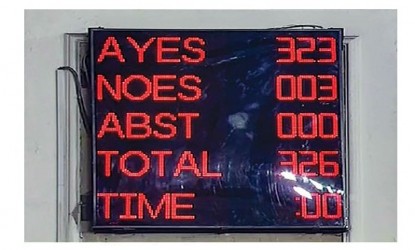 AYES 323
NOES 003
ABST 000
TOTAL 326
TIME :00